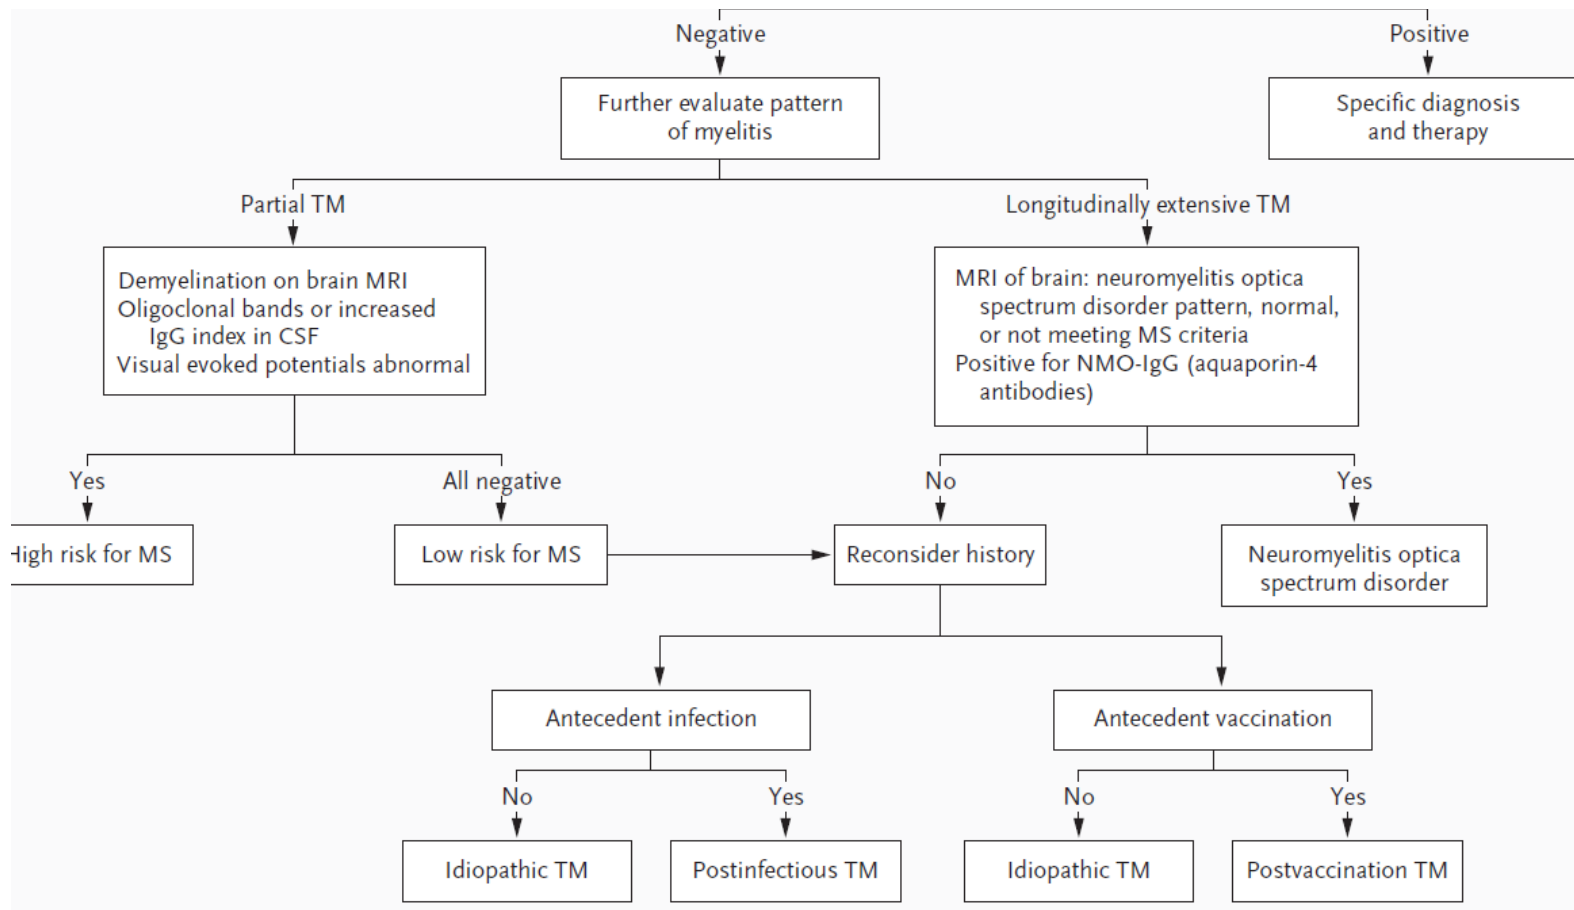 Negative
Positive
Further evaluate pattern
of myelitis
Specific diagnosis
and therapy
Partial TM
Longitudinally extensive TM
Demyelination on brain MRI
Oligoclonal bands or increased
IgG index in CSF
Visual evoked potentials abnormal
MRI of brain: neuromyelitis optica
spectrum disorder pattern, normal,
or not meeting MS criteria
Positive for NMO-IgG (aquaporin-4
antibodies)
Yes
All negative
No
Yes
High risk for MS
Low risk for MS
Reconsider history
Neuromyelitis optica
spectrum disorder
Antecedent infection
Antecedent vaccination
No
Yes
No
Yes
Idiopathic TM
Postinfectious TM
Idiopathic TM
Postvaccination TM